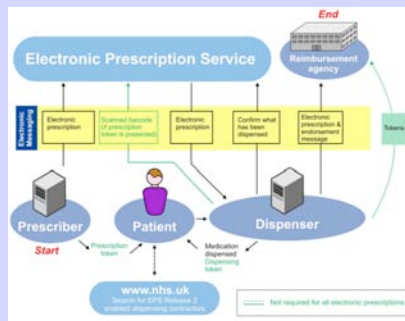 End
Electronic Prescription Service
Reimbursement
agency
Electronic
Messaging
Electronic
prescription
Scanned barcode
(if prescription
token is presented)
Electronic
prescription
Confirm what
has been
dispensed
Electronic
prescription &
endorsement
message
Tokens
Prescriber
Patient
Dispenser
Start
Prescription
token
Medication
dispensed
Dispensing
token
www.nhs.uk
Search for EPS Release 2
enabled dispensing contractors
Not required for all electronic prescriptions